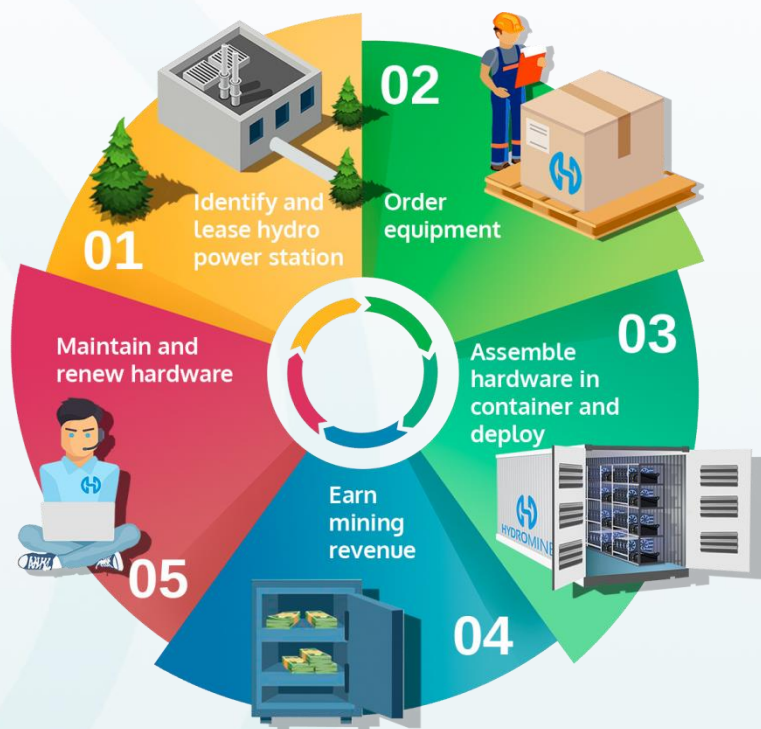 01
Identify and
lease hydro
power station
02
Order
equipment
03
Assemble
hardware in
container and
deploy
HYDROMINE
Earn
mining
revenue
04
Maintain and
renew hardware
05